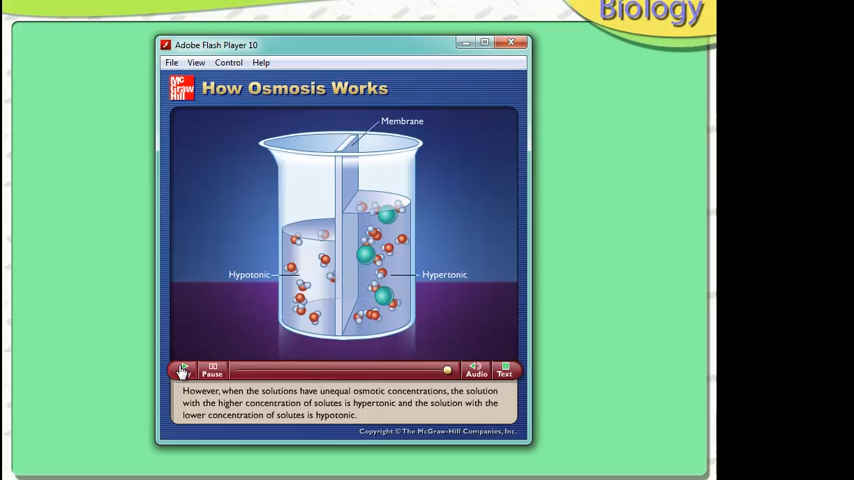 Biology
Adobe Flash Player 10
File View Control Help
Mc
Graw
Hill
How Osmosis Works
Membrane
Hypotonic
Hypertonic
Pause
Audio
Text
However, when the solutions have unequal osmotic concentrations, the solution
with the higher concentration of solutes is hypertonic and the solution with the
lower concentration of solutes is hypotonic.
Copyright © The McGraw-Hill Companies, Inc.